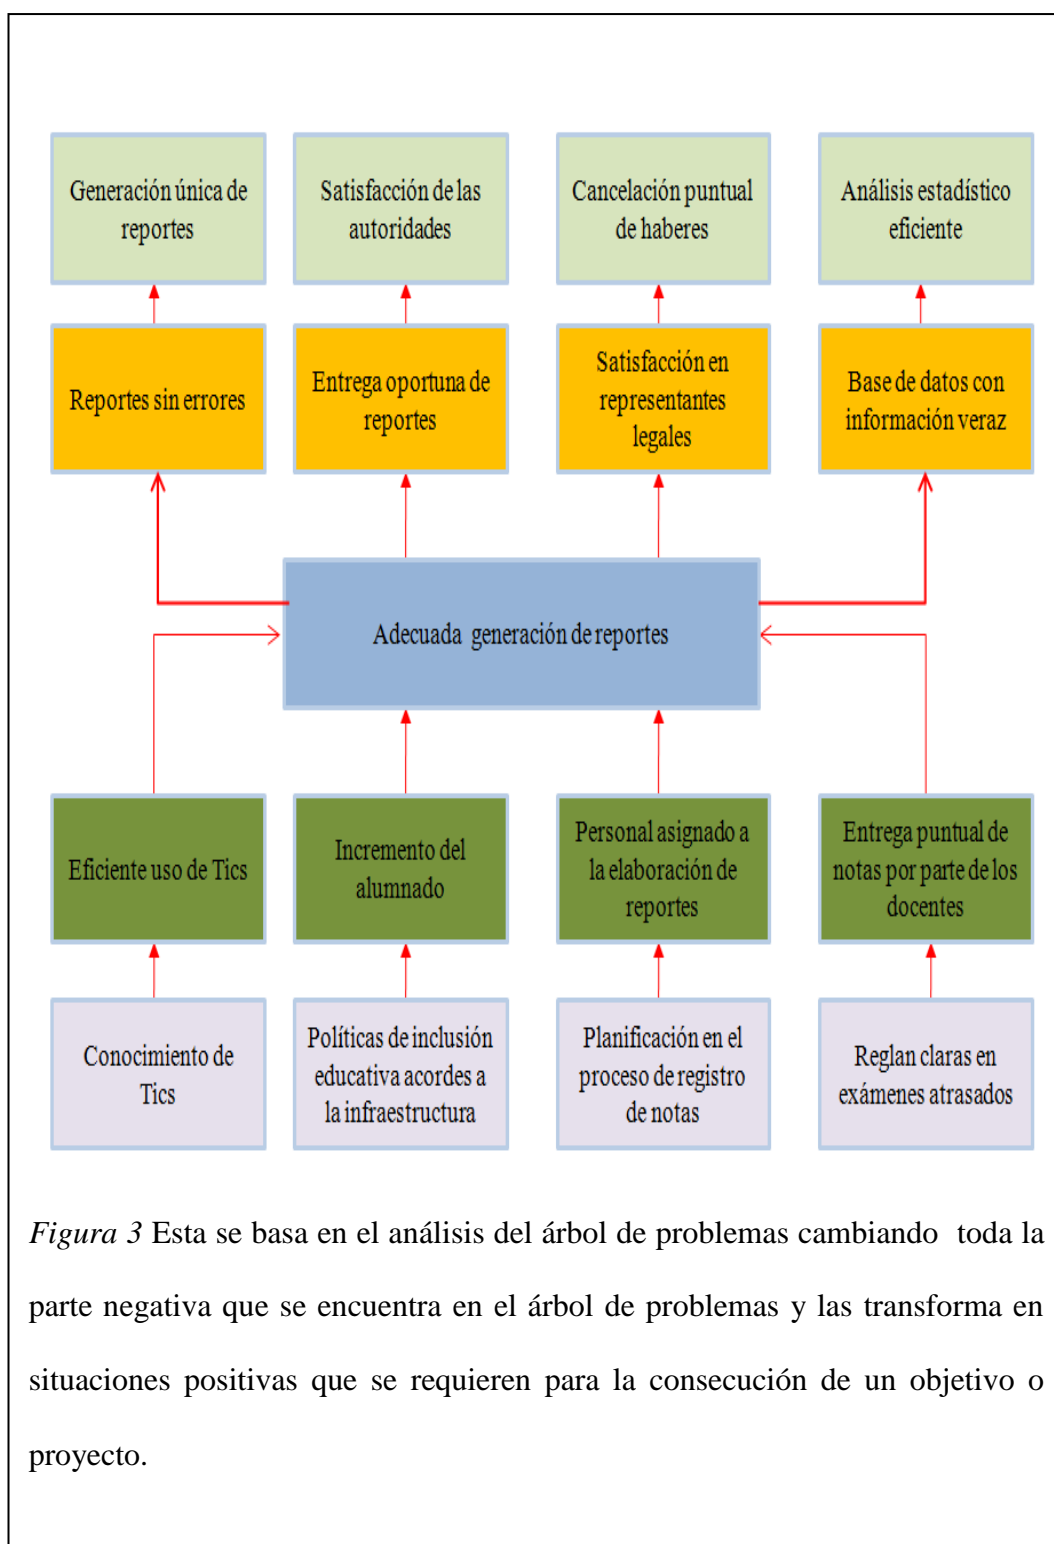 Generación única de
reportes
Satisfacción de las
autoridades
Cancelación puntual
de haberes
Análisis estadístico
eficiente
Reportes sin errores
Entrega oportuna de
reportes
Satisfacción en
representantes
legales
Base de datos con
información veraz
Adecuada  generación de reportes
Eficiente uso de Tics
Incremento del
alumnado
Personal asignado a
la elaboración de
reportes
Entrega puntual de
notas por parte de los
docentes
Conocimiento de
Tics
Políticas de inclusión
educativa acordes a
la infraestructura
Planificación en el
proceso de registro
de notas
Reglan claras en
exámenes atrasados
Figura 3 Esta se basa en el análisis del árbol de problemas cambiando  toda la
parte negativa que se encuentra en el árbol de problemas y las transforma en
situaciones positivas que se requieren para la consecución de un objetivo o
proyecto.